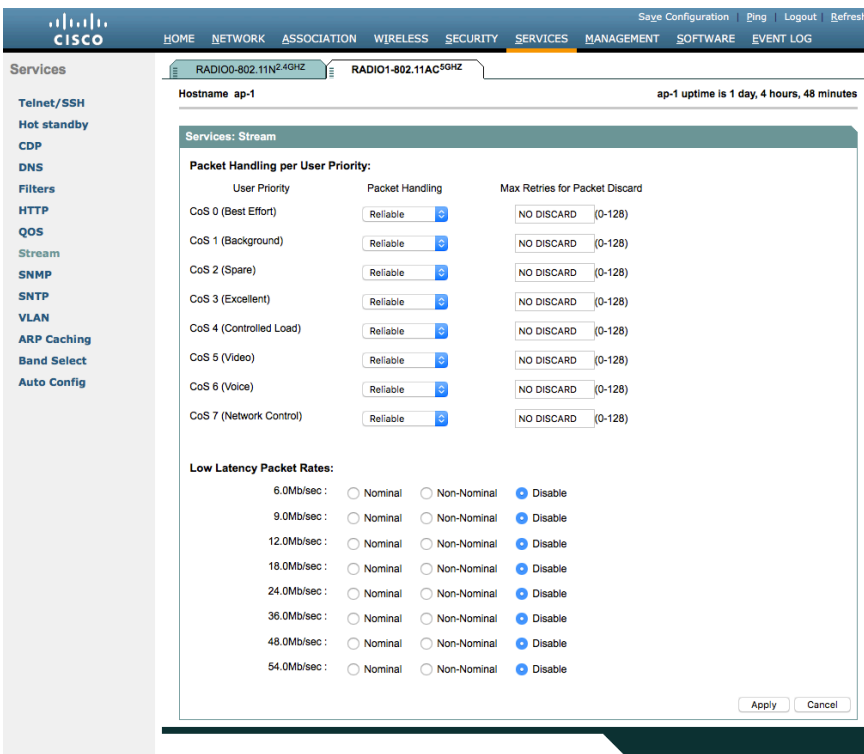 Save Configuration | Ping | Logout | Refresh
CISCO
HOME NETWORK ASSOCIATION WIRELESS SECURITY SERVICES MANAGEMENT SOFTWARE EVENT LOG
Services
Telnet/SSH
Hot standby
CDP
DNS
Filters
HTTP
QOS
Stream
SNMP
SNTP
VLAN
ARP Caching
Band Select
Auto Config
RADIO0-802.11N2.4GHZ RADIO1-802.11AC5GHZ
Hostname ap-1 ap-1 uptime is 1 day, 4 hours, 48 minutes
Services: Stream
Packet Handling per User Priority:
User Priority Packet Handling Max Retries for Packet Discard
CoS 0 (Best Effort) Reliable NO DISCARD (0-128)
CoS 1 (Background) Reliable NO DISCARD (0-128)
CoS 2 (Spare) Reliable NO DISCARD (0-128)
CoS 3 (Excellent) Reliable NO DISCARD (0-128)
CoS 4 (Controlled Load) Reliable NO DISCARD (0-128)
CoS 5 (Video) Reliable NO DISCARD (0-128)
CoS 6 (Voice) Reliable NO DISCARD (0-128)
CoS 7 (Network Control) Reliable NO DISCARD (0-128)
Low Latency Packet Rates:
6.0Mb/sec : Nominal Non-Nominal Disable
9.0Mb/sec : Nominal Non-Nominal Disable
12.0Mb/sec : Nominal Non-Nominal Disable
18.0Mb/sec : Nominal Non-Nominal Disable
24.0Mb/sec : Nominal Non-Nominal Disable
36.0Mb/sec : Nominal Non-Nominal Disable
48.0Mb/sec : Nominal Non-Nominal Disable
54.0Mb/sec : Nominal Non-Nominal Disable
Apply Cancel